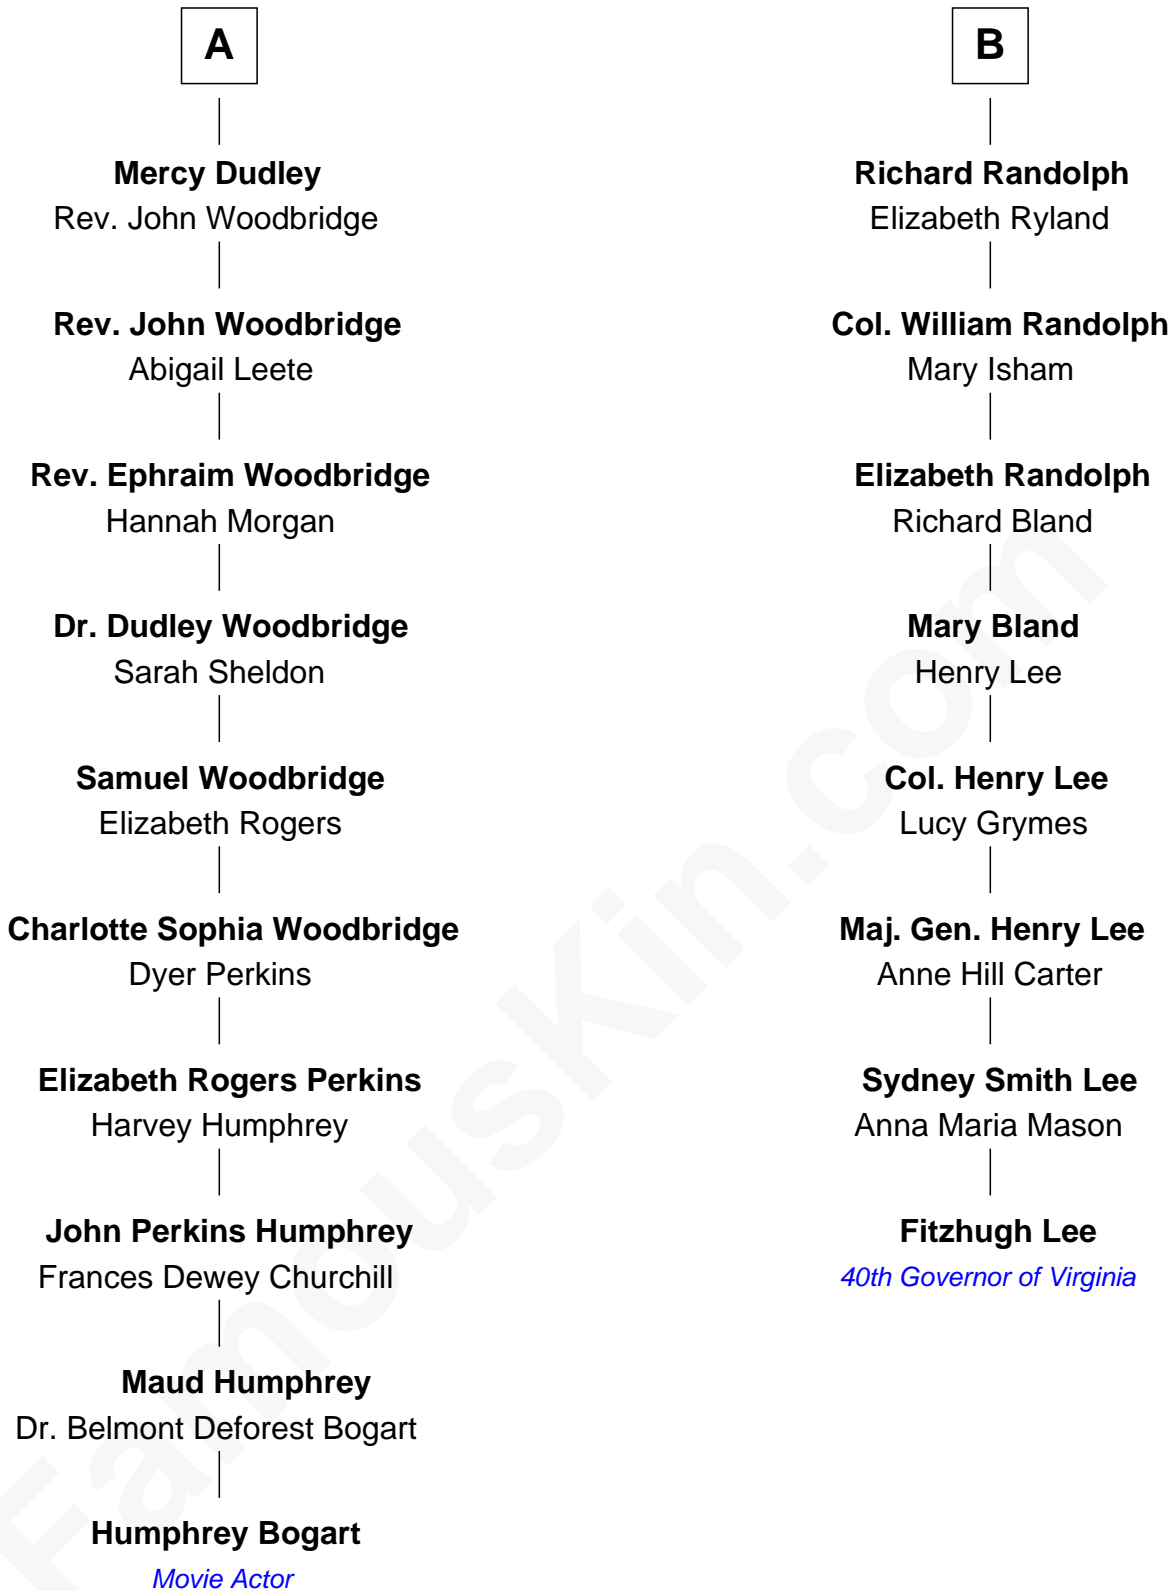 A
Mercy Dudley
Rev. John Woodbridge
Rev. John Woodbridge
Abigail Leete
Rev. Ephraim Woodbridge
Hannah Morgan
Dr. Dudley Woodbridge
Sarah Sheldon
Samuel Woodbridge
Elizabeth Rogers
Charlotte Sophia Woodbridge
Dyer Perkins
Elizabeth Rogers Perkins
Harvey Humphrey
John Perkins Humphrey
Frances Dewey Churchill
Maud Humphrey
Dr. Belmont Deforest Bogart
Humphrey Bogart
Movie Actor
B
Richard Randolph
Elizabeth Ryland
Col. William Randolph
Mary Isham
Elizabeth Randolph
Richard Bland
Mary Bland
Henry Lee
Col. Henry Lee
Lucy Grymes
Maj. Gen. Henry Lee
Anne Hill Carter
Sydney Smith Lee
Anna Maria Mason
Fitzhugh Lee
40th Governor of Virginia
FamousKin.com